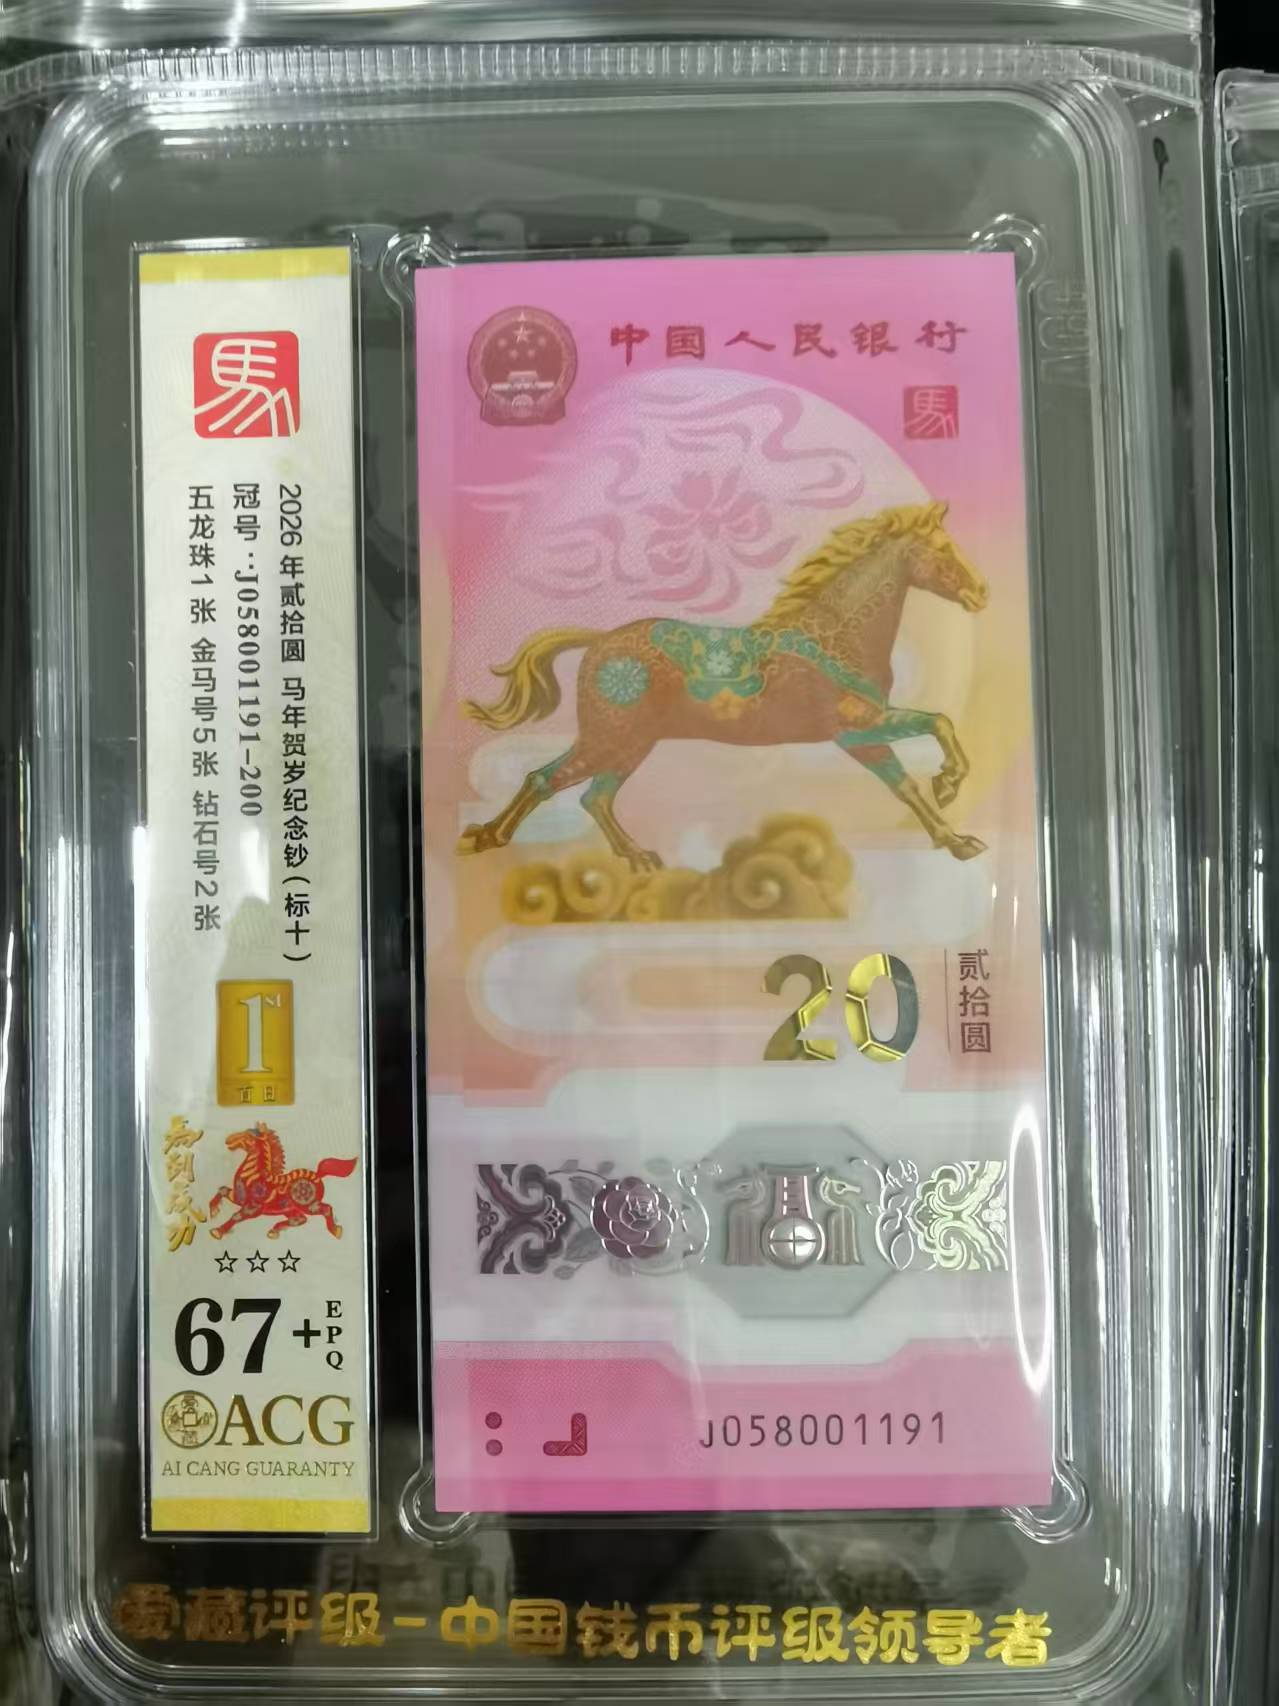 馬
2026年贰拾圆 马年贺岁纪念钞(标十)
冠号:J058001191-200
五龙珠1张 金马号5张 钻石号2张
1st
首日
馬到成功
☆☆☆
67+EPQ
ACG
AI CANG GUARANTY
中国人民银行
馬
20
贰拾圆
J058001191
爱藏评级-中国钱币评级领导者